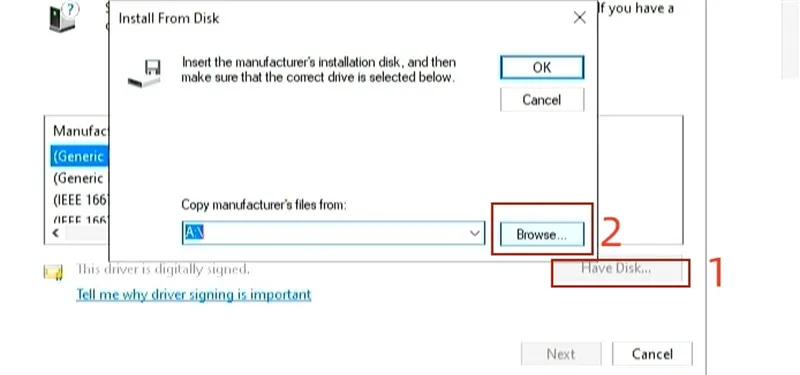 Install From Disk
If you have a
Insert the manufacturer's installation disk, and then
make sure that the correct drive is selected below.
OK
Cancel
Manufac
(Generic
(Generic
(IEEE 166
(IEEE 166
Copy manufacturer's files from:
A:\
Browse...
2
This driver is digitally signed.
Have Disk...
1
Tell me why driver signing is important
Next
Cancel